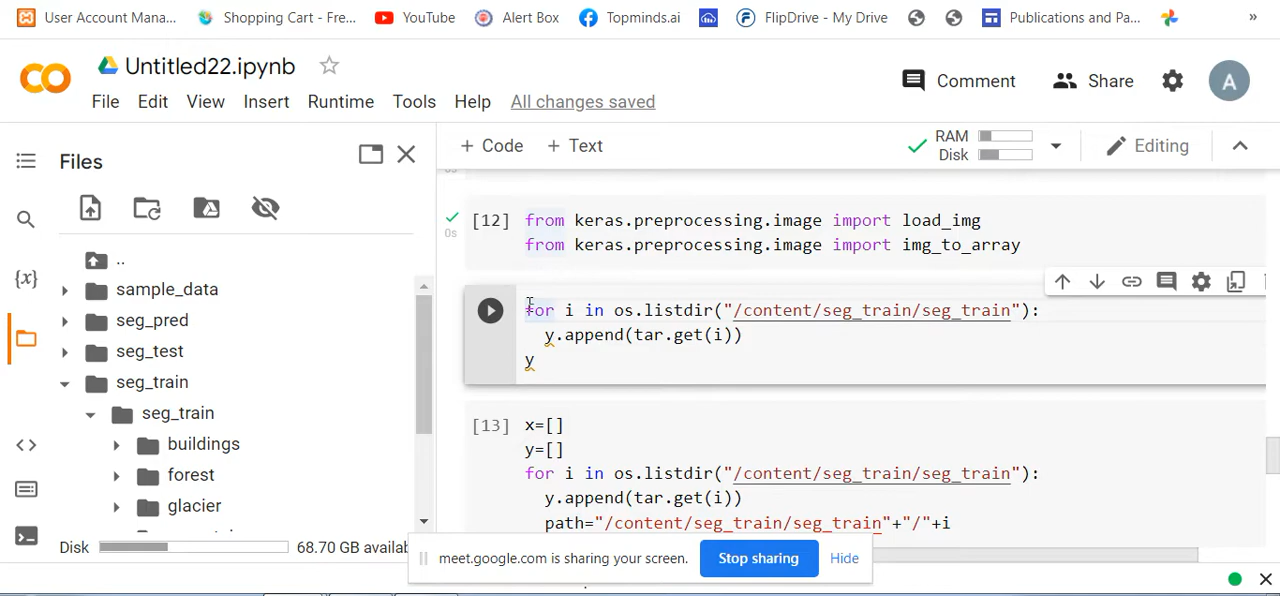 User Account Mana...
Shopping Cart - Free...
YouTube
Alert Box
Topminds.ai
FlipDrive - My Drive
Publications and Pa...
»
CO
Untitled22.ipynb
File Edit View Insert Runtime Tools Help All changes saved
Comment
Share
A
Files
+ Code + Text
RAM
Disk
Editing
..
sample_data
seg_pred
seg_test
seg_train
seg_train
buildings
forest
glacier
Disk
68.70 GB availab
{x}
0s
[12]
from keras.preprocessing.image import load_img
from keras.preprocessing.image import img_to_array
for i in os.listdir("/content/seg_train/seg_train"):
y.append(tar.get(i))
y
[13]
x=[]
y=[]
for i in os.listdir("/content/seg_train/seg_train"):
y.append(tar.get(i))
path="/content/seg_train/seg_train"+"/"+i
meet.google.com is sharing your screen.
Stop sharing
Hide